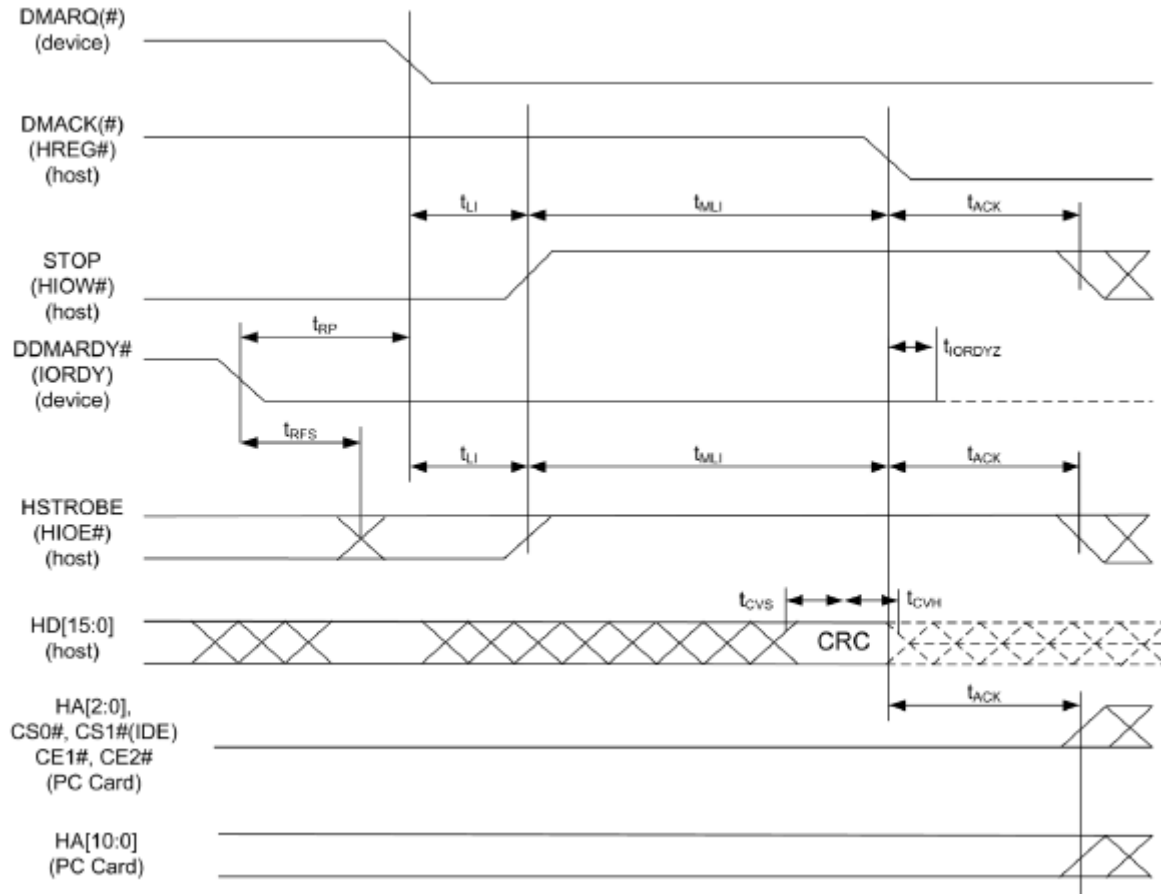 DMARQ(#)
(device)
DMACK(#)
(HREG#)
(host)
tLI
tMLI
tACK
STOP
(HIOW#)
(host)
tRP
DDMARDY#
(IORDY)
(device)
tIORDYZ
tRFS
tLI
tMLI
tACK
HSTROBE
(HIOE#)
(host)
tCVS
tCVH
HD[15:0]
(host)
CRC
HA[2:0],
CS0#, CS1#(IDE)
CE1#, CE2#
(PC Card)
tACK
HA[10:0]
(PC Card)